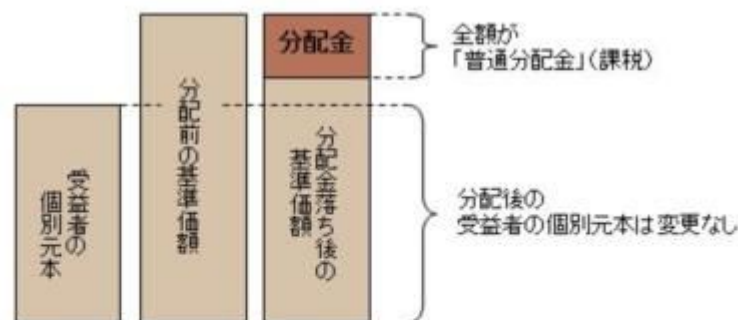 受益者の
個別元本
分配前の基準価額
分配金
分配金落ち後の
基準価額
全額が
「普通分配金」(課税)
分配後の
受益者の個別元本は変更なし